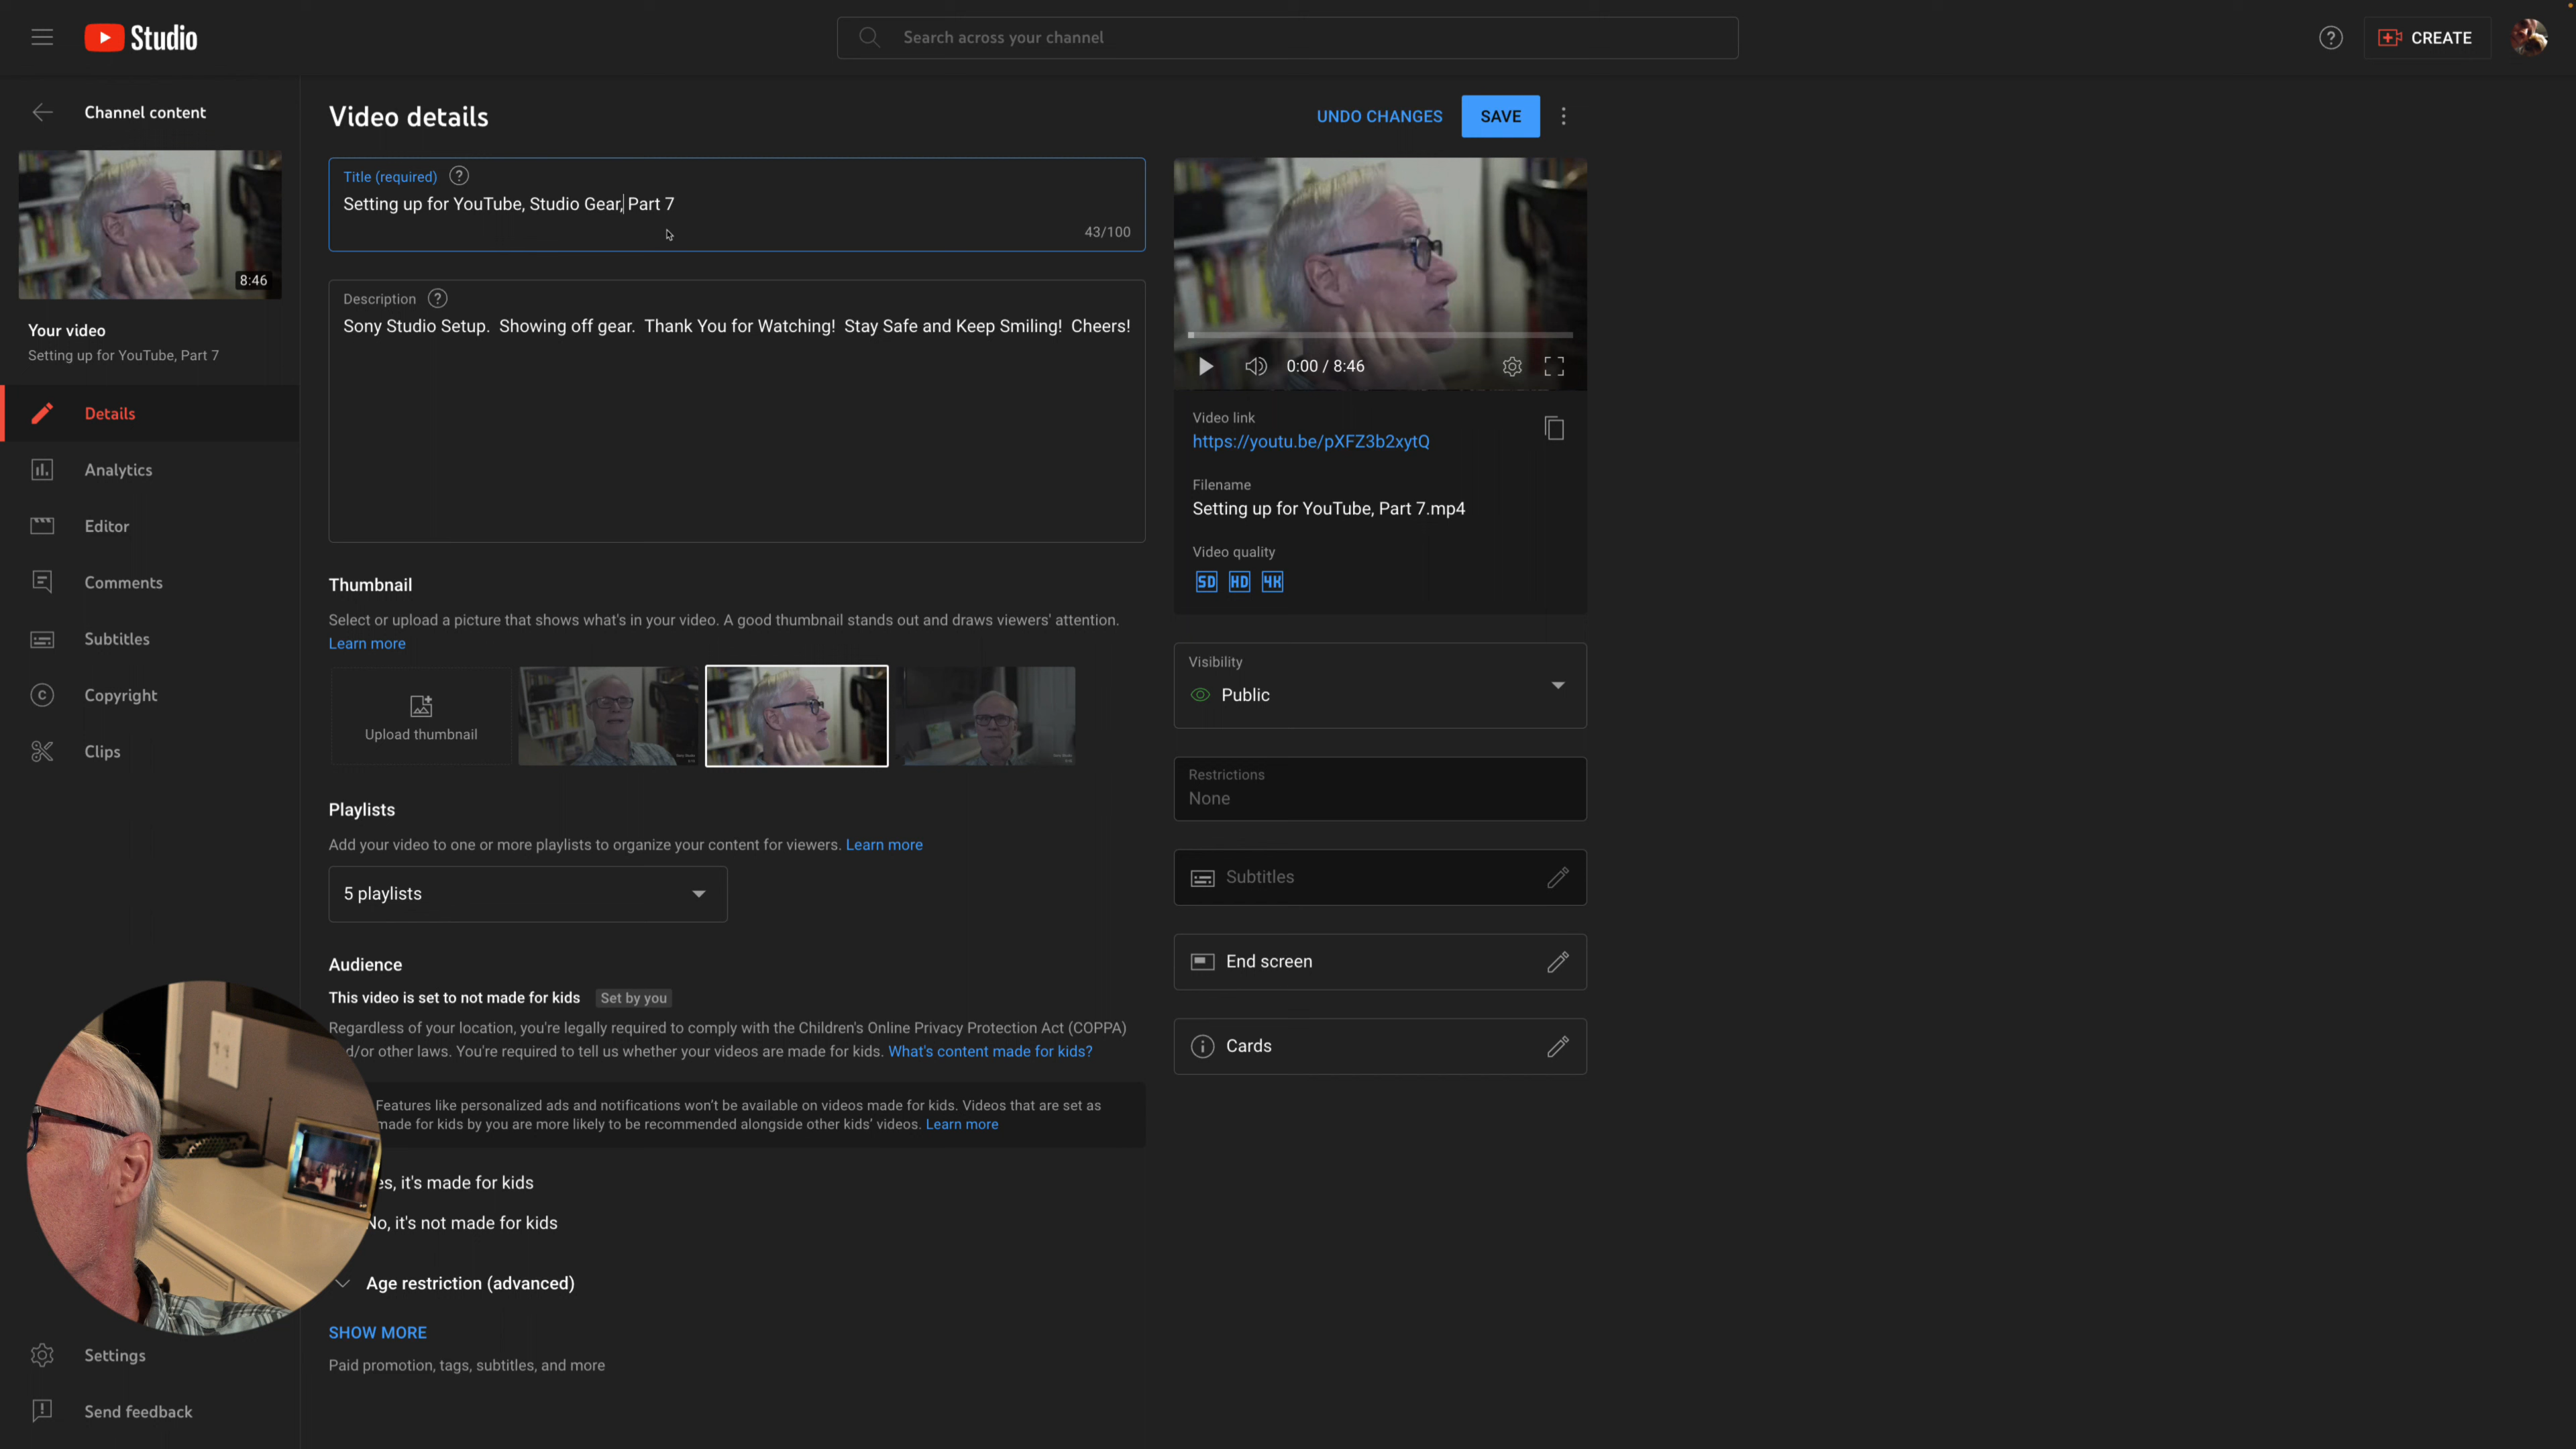 Studio
Search across your channel
CREATE
Channel content
8:46
Your video
Setting up for YouTube, Part 7
Details
Analytics
Editor
Comments
Subtitles
Copyright
Clips
Settings
Send feedback
Video details
UNDO CHANGES
SAVE
Title (required)
Setting up for YouTube, Studio Gear, Part 7
43/100
Description
Sony Studio Setup.  Showing off gear.  Thank You for Watching!  Stay Safe and Keep Smiling!  Cheers!
Thumbnail
Select or upload a picture that shows what's in your video. A good thumbnail stands out and draws viewers' attention.
Learn more
Upload thumbnail
Playlists
Add your video to one or more playlists to organize your content for viewers. Learn more
5 playlists
Audience
This video is set to not made for kids Set by you
Regardless of your location, you're legally required to comply with the Children's Online Privacy Protection Act (COPPA)
d/or other laws. You're required to tell us whether your videos are made for kids. What's content made for kids?
Features like personalized ads and notifications won't be available on videos made for kids. Videos that are set as
made for kids by you are more likely to be recommended alongside other kids' videos. Learn more
es, it's made for kids
No, it's not made for kids
Age restriction (advanced)
SHOW MORE
Paid promotion, tags, subtitles, and more
0:00 / 8:46
Video link
https://youtu.be/pXFZ3b2xytQ
Filename
Setting up for YouTube, Part 7.mp4
Video quality
SD HD 4K
Visibility
Public
Restrictions
None
Subtitles
End screen
Cards